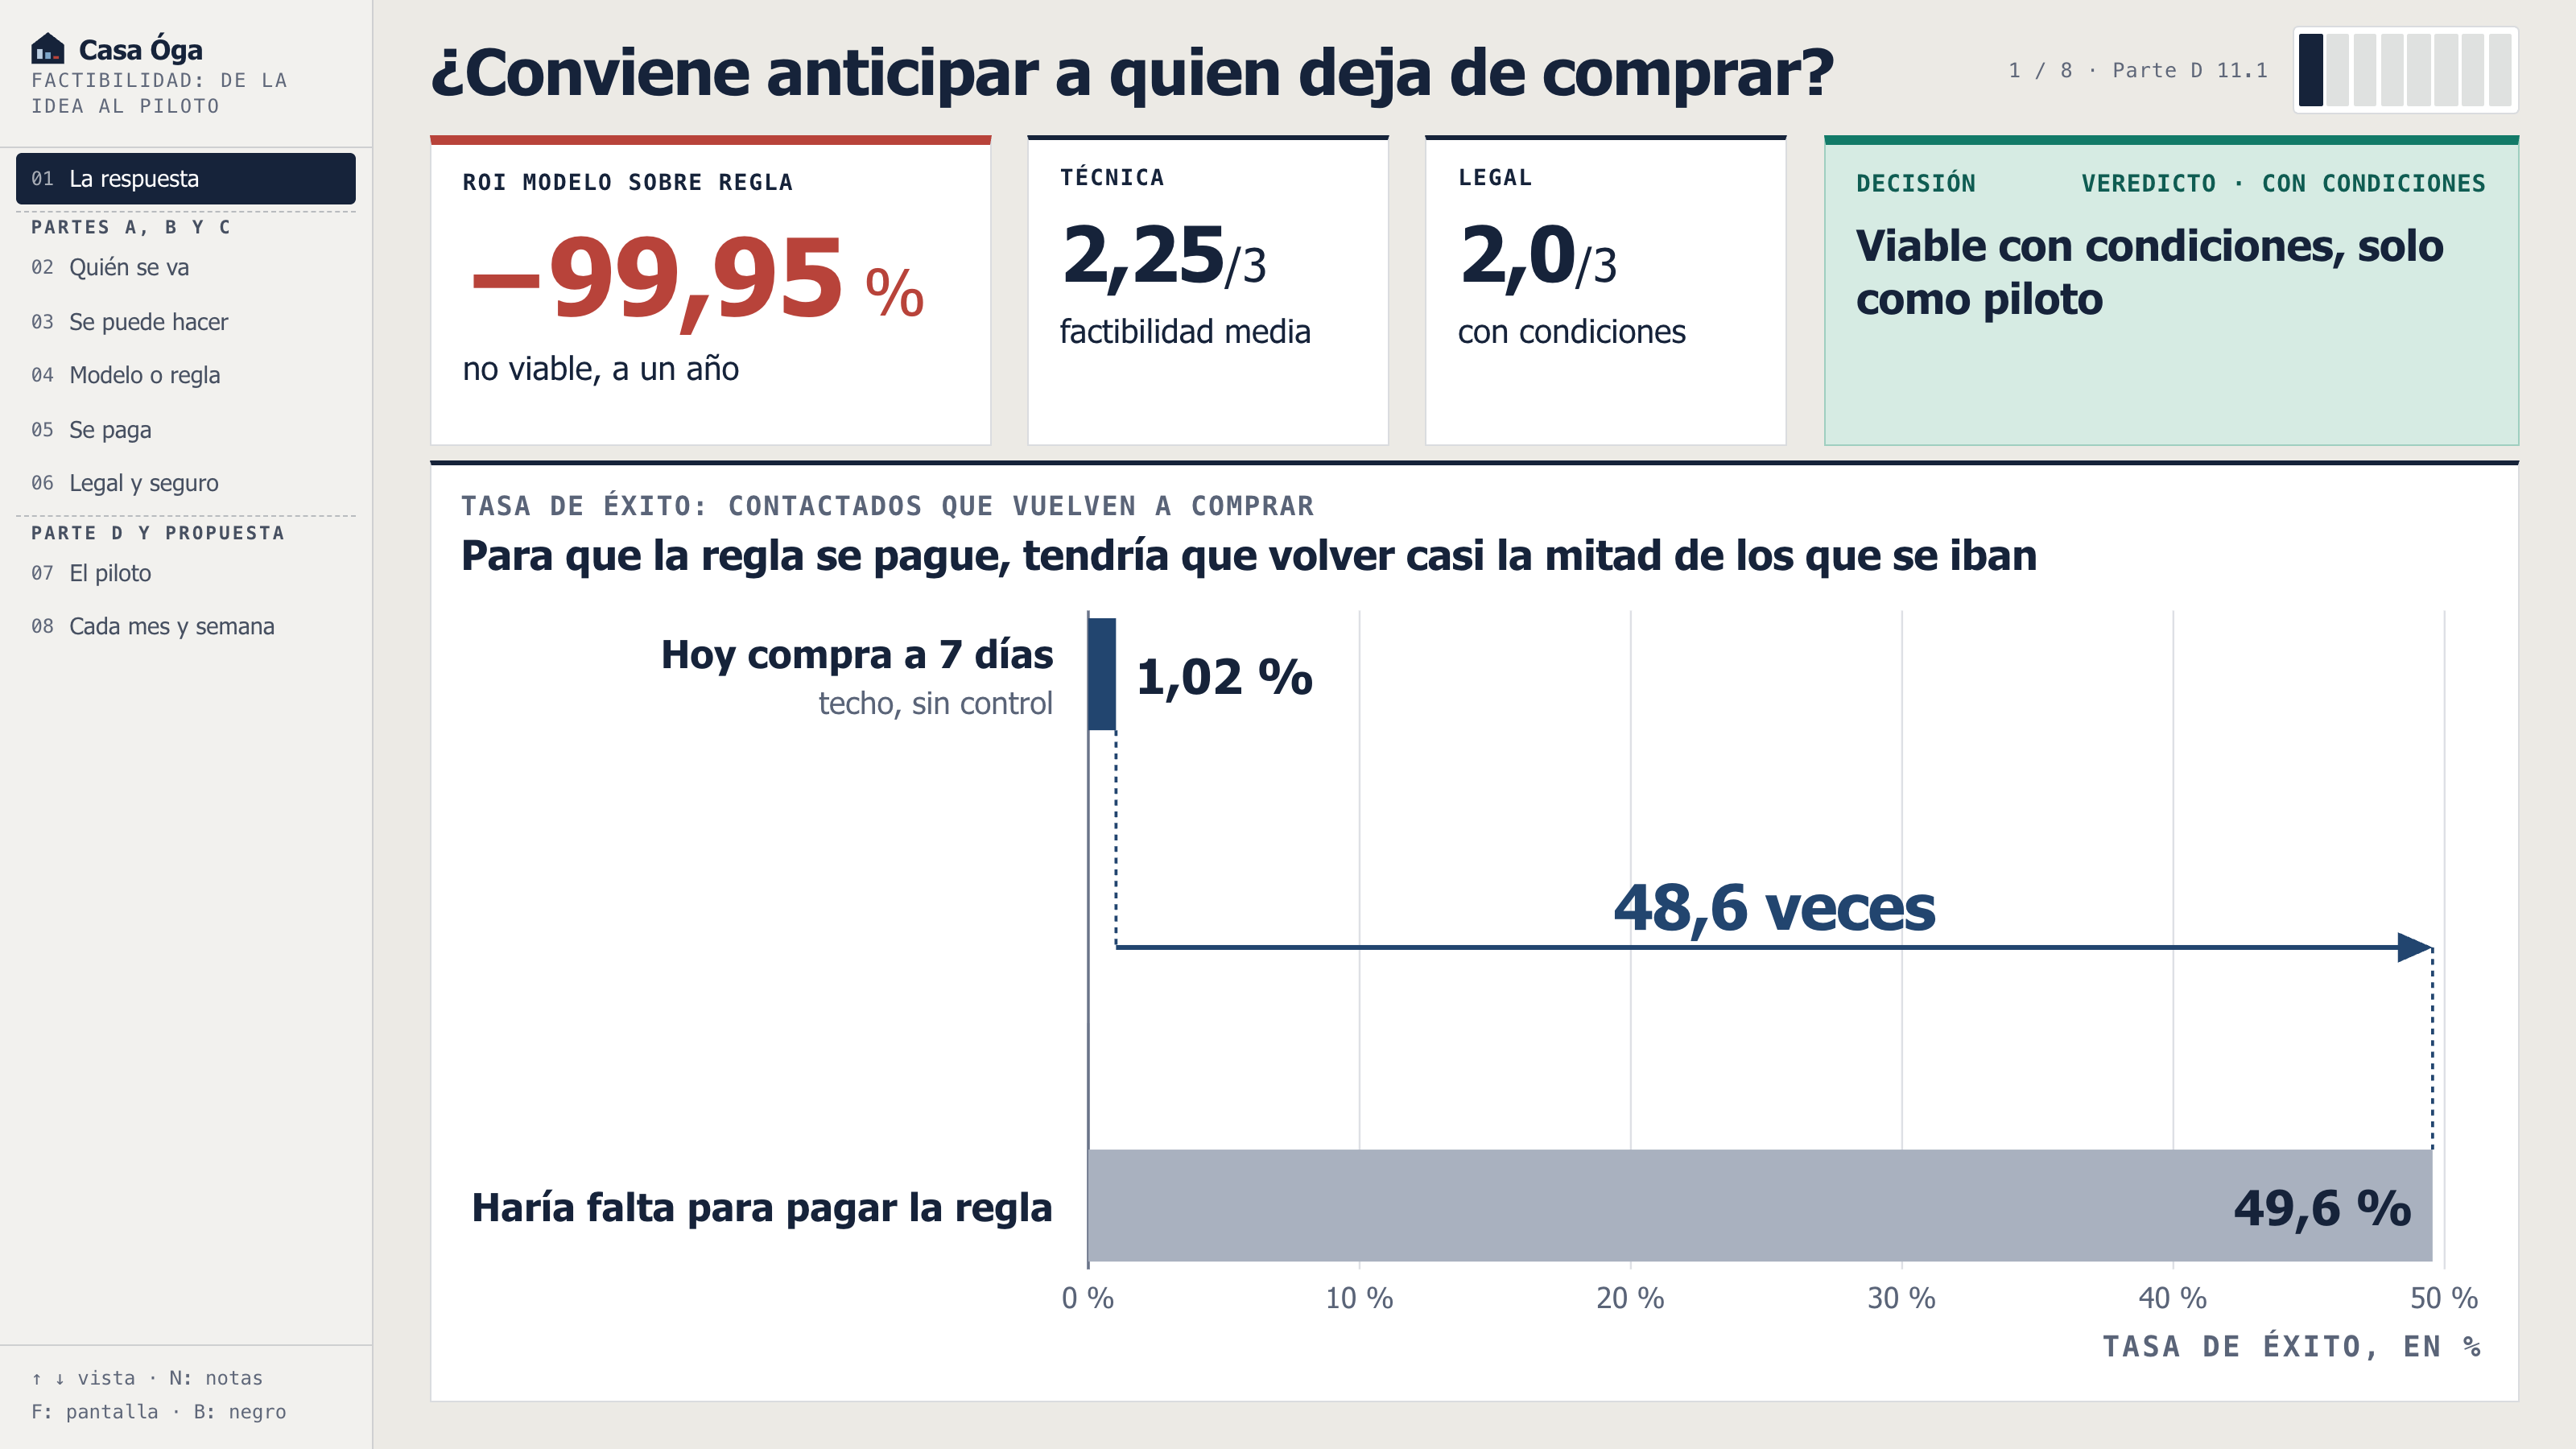 Casa Óga
FACTIBILIDAD: DE LA
IDEA AL PILOTO
01 La respuesta
PARTES A, B Y C
02 Quién se va
03 Se puede hacer
04 Modelo o regla
05 Se paga
06 Legal y seguro
PARTE D Y PROPUESTA
07 El piloto
08 Cada mes y semana
↑ ↓ vista · N: notas
F: pantalla · B: negro
¿Conviene anticipar a quien deja de comprar?
1 / 8 · Parte D 11.1
ROI MODELO SOBRE REGLA
−99,95 %
no viable, a un año
TÉCNICA
2,25/3
factibilidad media
LEGAL
2,0/3
con condiciones
DECISIÓN VEREDICTO · CON CONDICIONES
Viable con condiciones, solo
como piloto
TASA DE ÉXITO: CONTACTADOS QUE VUELVEN A COMPRAR
Para que la regla se pague, tendría que volver casi la mitad de los que se iban
Hoy compra a 7 días
techo, sin control
1,02 %
48,6 veces
Haría falta para pagar la regla
49,6 %
0 % 10 % 20 % 30 % 40 % 50 %
TASA DE ÉXITO, EN %